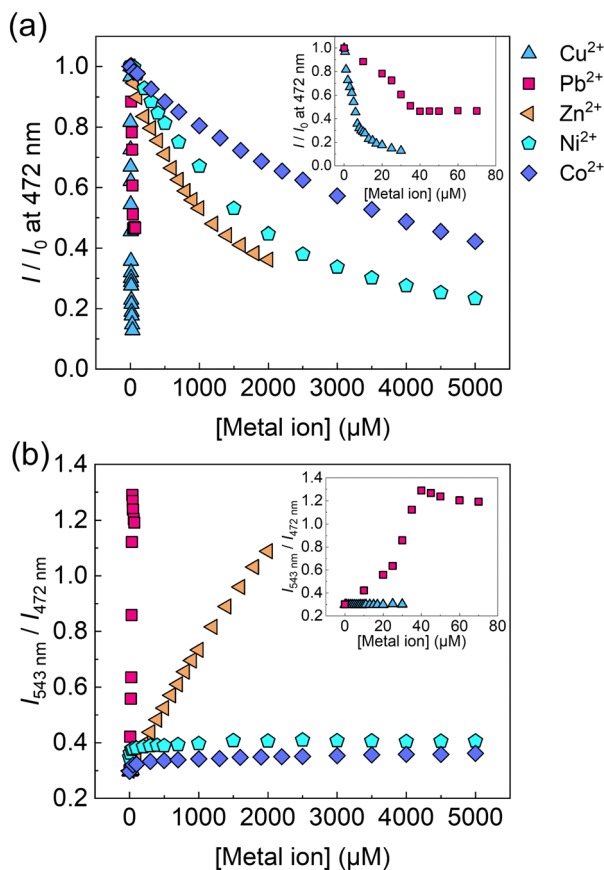 (a)
I / I0 at 472 nm
1.0
0.8
0.6
0.4
0.2
0.0
0 1000 2000 3000 4000 5000
[Metal ion] (µM)
I / I0 at 472 nm
1.0
0.8
0.6
0.4
0.2
0.0
0 20 40 60 80
[Metal ion] (µM)
Cu2+
Pb2+
Zn2+
Ni2+
Co2+
(b)
I543 nm / I472 nm
1.4
1.2
1.0
0.8
0.6
0.4
0.2
0 1000 2000 3000 4000 5000
[Metal ion] (µM)
I543 nm / I472 nm
1.4
1.2
1.0
0.8
0.6
0.4
0.2
0 20 40 60 80
[Metal ion] (µM)